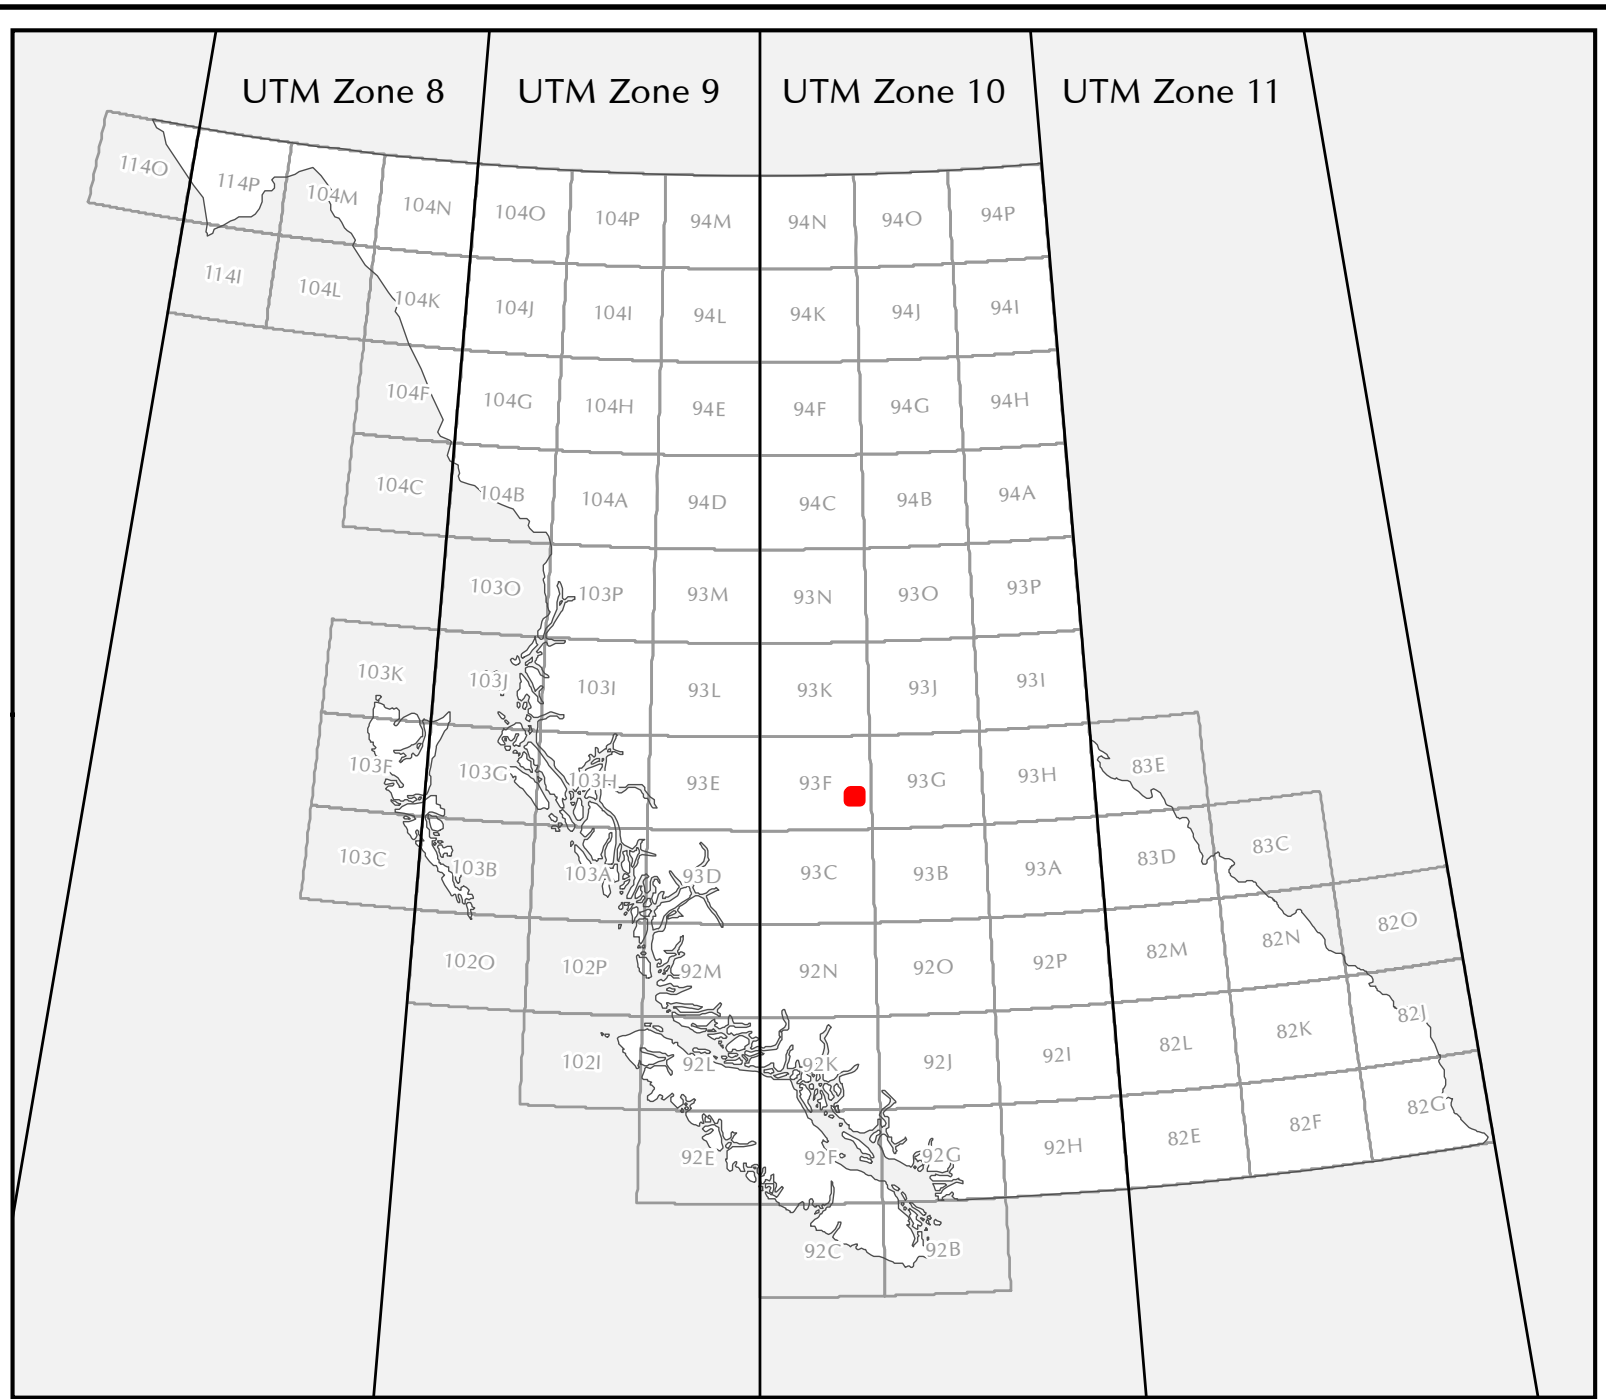 UTM Zone 8 UTM Zone 9 UTM Zone 10 UTM Zone 11
114O 114P 104M 104N 104O 104P 94M 94N 94O 94P
114I 104L 104K 104J 104I 94L 94K 94J 94I
104F 104G 104H 94E 94F 94G 94H
104C 104B 104A 94D 94C 94B 94A
103O 103P 93M 93N 93O 93P
103K 103J 103I 93L 93K 93J 93I
103F 103G 103H 93E 93F 93G 93H 83E
103C 103B 103A 93D 93C 93B 93A 83D 83C
102O 102P 92M 92N 92O 92P 82M 82N 82O
102I 92L 92K 92J 92I 82L 82K 82J
92E 92F 92G 92H 82E 82F 82G
92C 92B